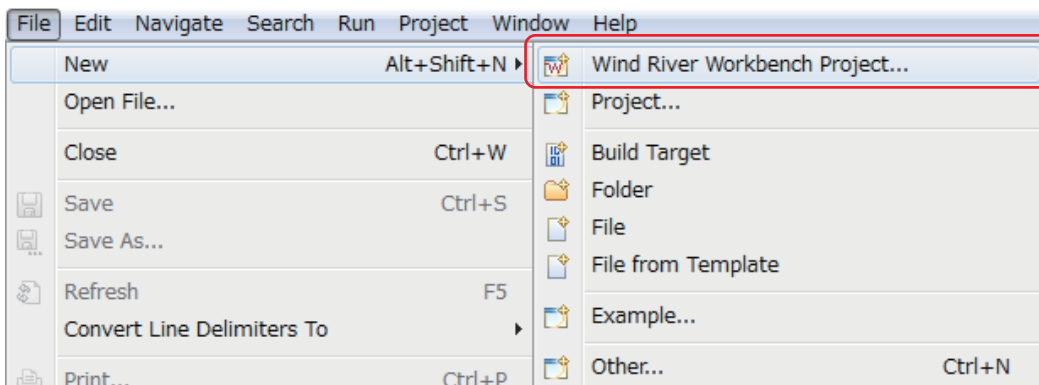 File Edit Navigate Search Run Project Window Help
New Alt+Shift+N
Open File...
Close Ctrl+W
Save Ctrl+S
Save As...
Refresh F5
Convert Line Delimiters To
Print... Ctrl+P
Wind River Workbench Project...
Project...
Build Target
Folder
File
File from Template
Example...
Other... Ctrl+N